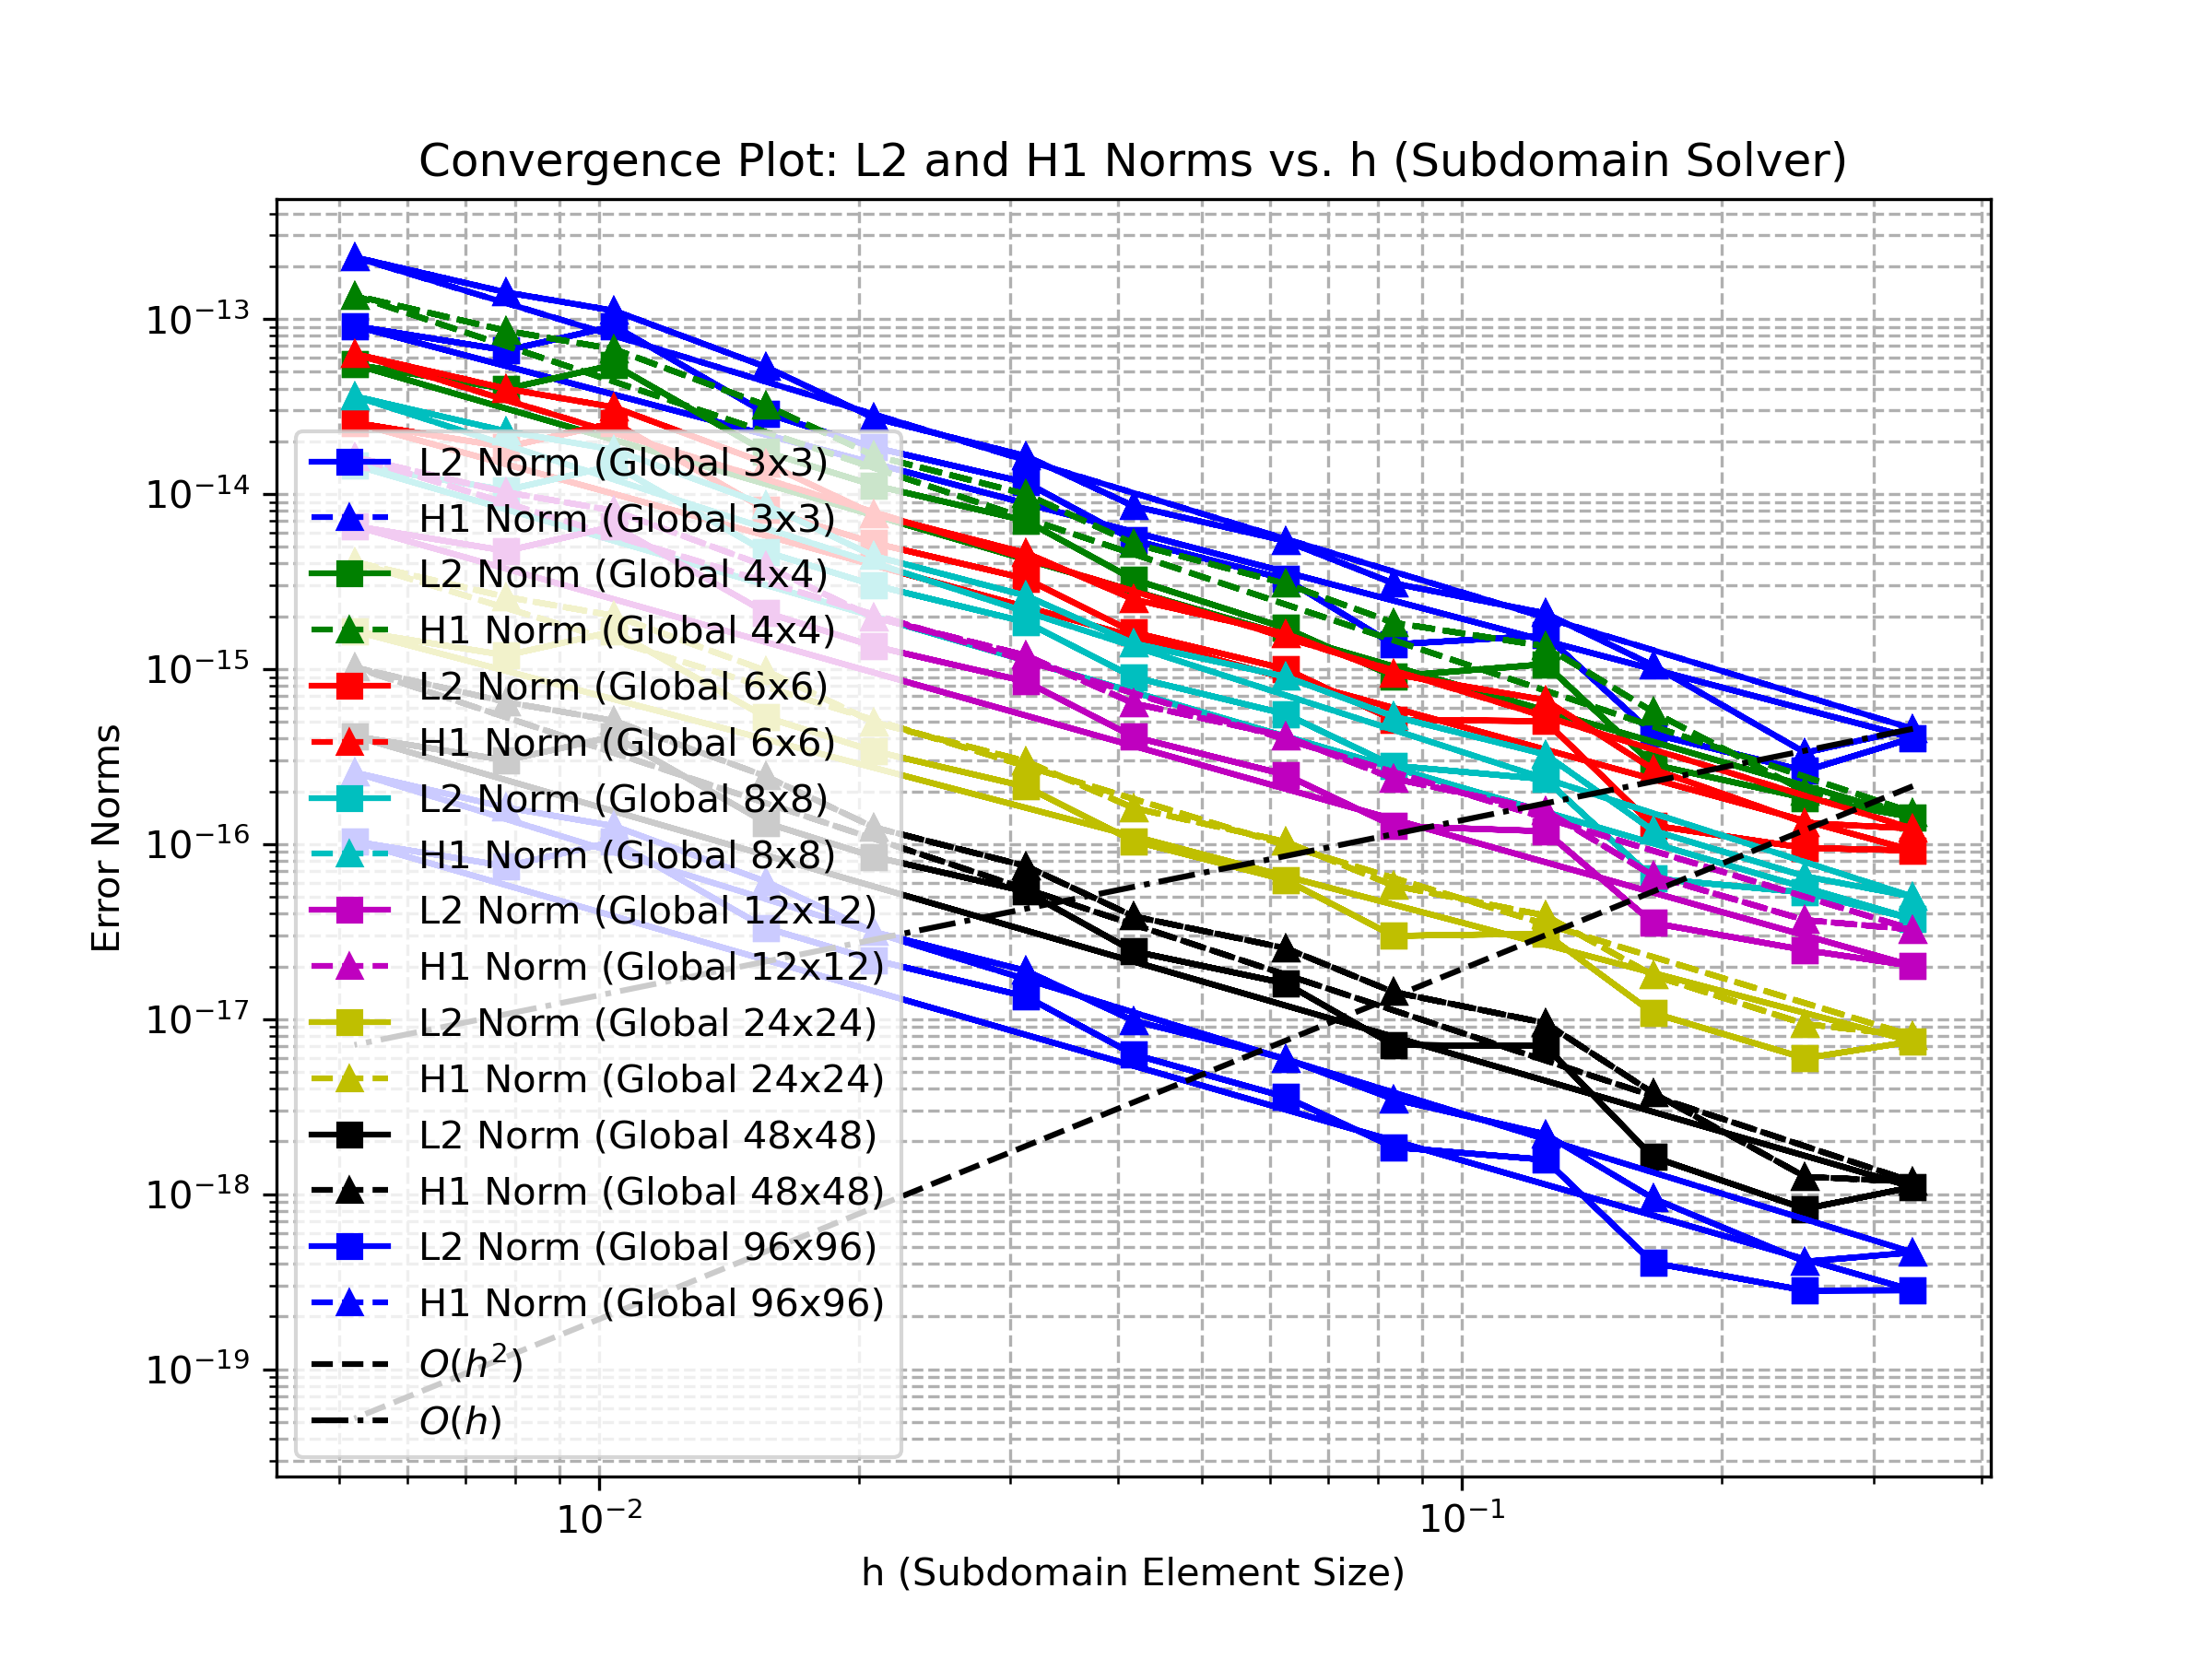 Convergence Plot: L2 and H1 Norms vs. h (Subdomain Solver)
Error Norms
10⁻¹³
10⁻¹⁴
10⁻¹⁵
10⁻¹⁶
10⁻¹⁷
10⁻¹⁸
10⁻¹⁹
L2 Norm (Global 3x3)
H1 Norm (Global 3x3)
L2 Norm (Global 4x4)
H1 Norm (Global 4x4)
L2 Norm (Global 6x6)
H1 Norm (Global 6x6)
L2 Norm (Global 8x8)
H1 Norm (Global 8x8)
L2 Norm (Global 12x12)
H1 Norm (Global 12x12)
L2 Norm (Global 24x24)
H1 Norm (Global 24x24)
L2 Norm (Global 48x48)
H1 Norm (Global 48x48)
L2 Norm (Global 96x96)
H1 Norm (Global 96x96)
O(h²)
O(h)
10⁻² 10⁻¹
h (Subdomain Element Size)